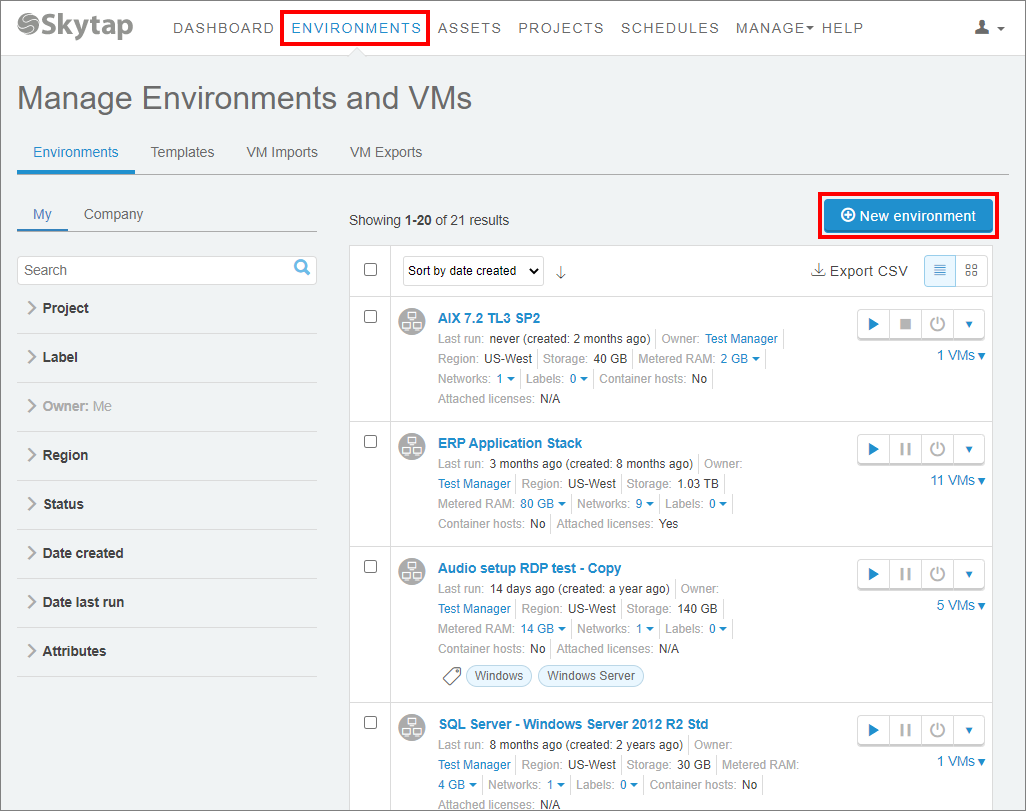 Skytap
DASHBOARD ENVIRONMENTS ASSETS PROJECTS SCHEDULES MANAGE HELP
Manage Environments and VMs
Environments Templates VM Imports VM Exports
My Company
Search
Project
Label
Owner: Me
Region
Status
Date created
Date last run
Attributes
Showing 1-20 of 21 results
New environment
Sort by date created
Export CSV
AIX 7.2 TL3 SP2
Last run: never (created: 2 months ago) Owner: Test Manager
Region: US-West Storage: 40 GB Metered RAM: 2 GB
Networks: 1 Labels: 0 Container hosts: No
Attached licenses: N/A
1 VMs
ERP Application Stack
Last run: 3 months ago (created: 8 months ago) Owner:
Test Manager Region: US-West Storage: 1.03 TB
Metered RAM: 80 GB Networks: 9 Labels: 0
Container hosts: No Attached licenses: Yes
11 VMs
Audio setup RDP test - Copy
Last run: 14 days ago (created: a year ago) Owner:
Test Manager Region: US-West Storage: 140 GB
Metered RAM: 14 GB Networks: 1 Labels: 0
Container hosts: No Attached licenses: N/A
Windows Windows Server
5 VMs
SQL Server - Windows Server 2012 R2 Std
Last run: 8 months ago (created: 2 years ago) Owner:
Test Manager Region: US-West Storage: 30 GB Metered RAM:
4 GB Networks: 1 Labels: 0 Container hosts: No
Attached licenses: N/A
1 VMs